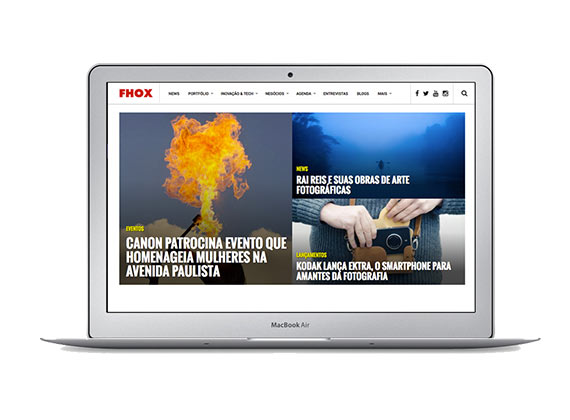 FHOX NEWS PORTFÓLIO INOVAÇÃO & TECH NEGÓCIOS AGENDA ENTREVISTAS BLOGS MAIS
EVENTOS
CANON PATROCINA EVENTO QUE
HOMENAGEIA MULHERES NA
AVENIDA PAULISTA
NEWS
RAI REIS E SUAS OBRAS DE ARTE
FOTOGRÁFICAS
LANÇAMENTOS
KODAK LANÇA EKTRA, O SMARTPHONE PARA
AMANTES DA FOTOGRAFIA
MacBook Air